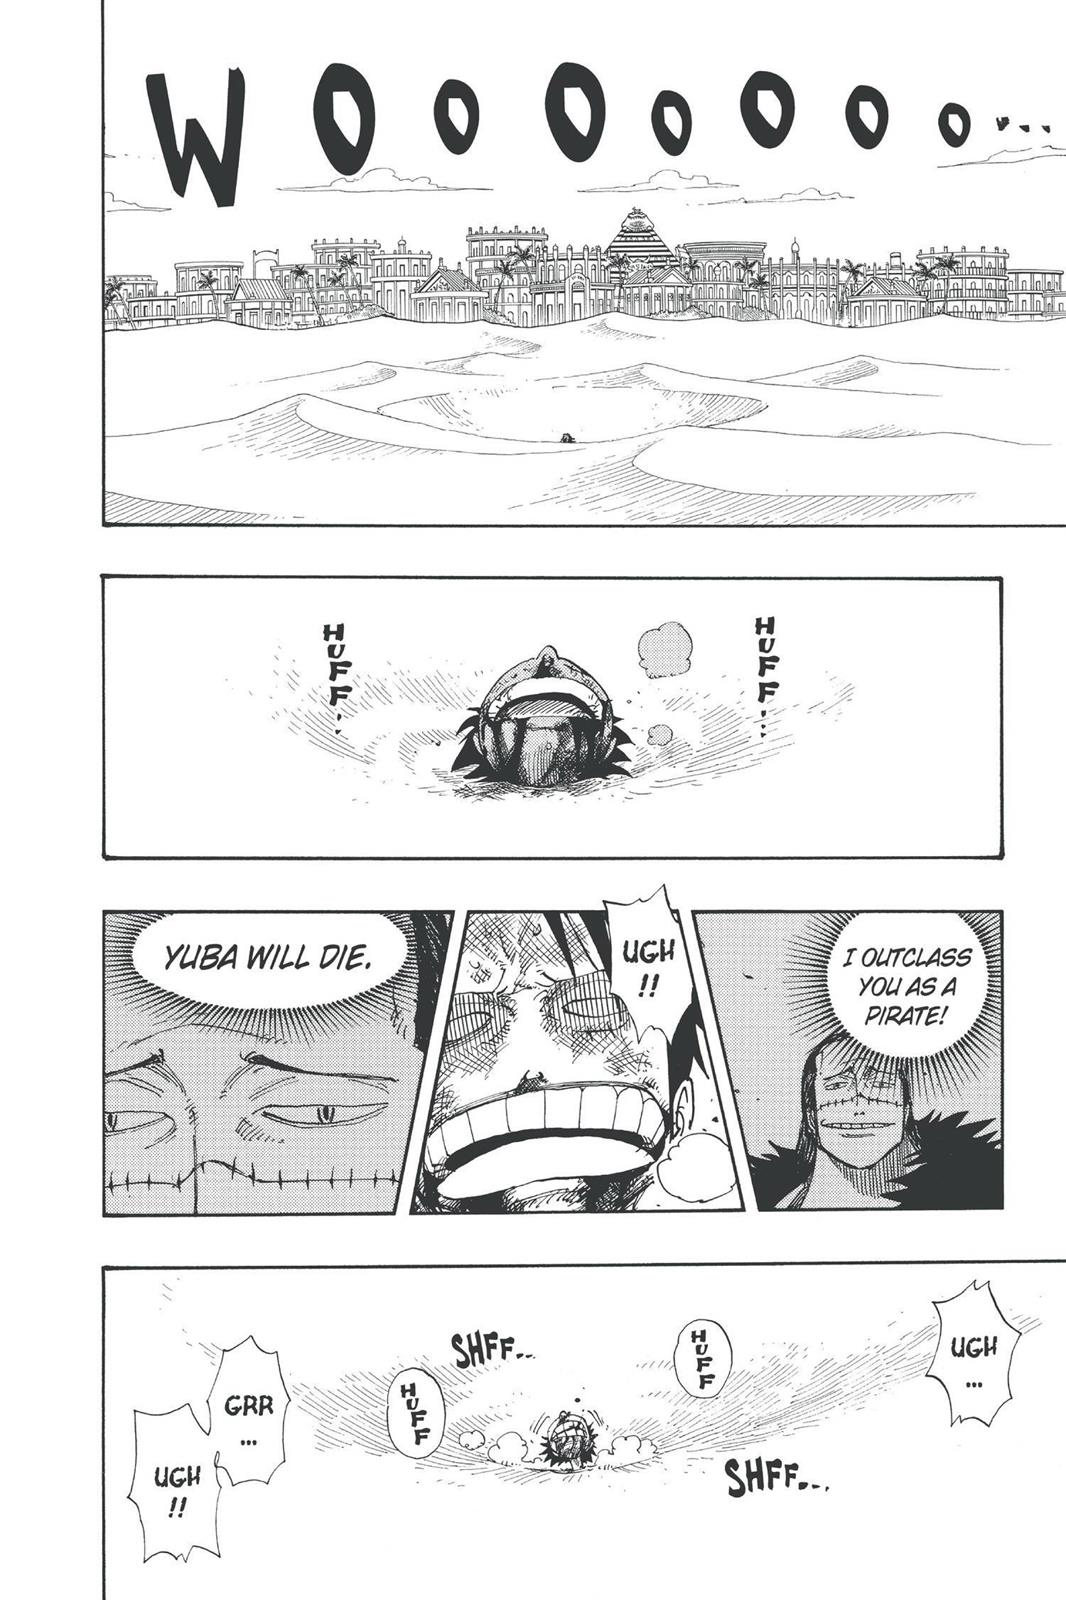 WOOOOOOO...
HUFF...
HUFF..
I OUTCLASS
YOU AS A
PIRATE!
UGH
!!
YUBA WILL DIE.
UGH
...
HUFF
SHFF...
SHFF...
HUFF
GRR
...
UGH
!!